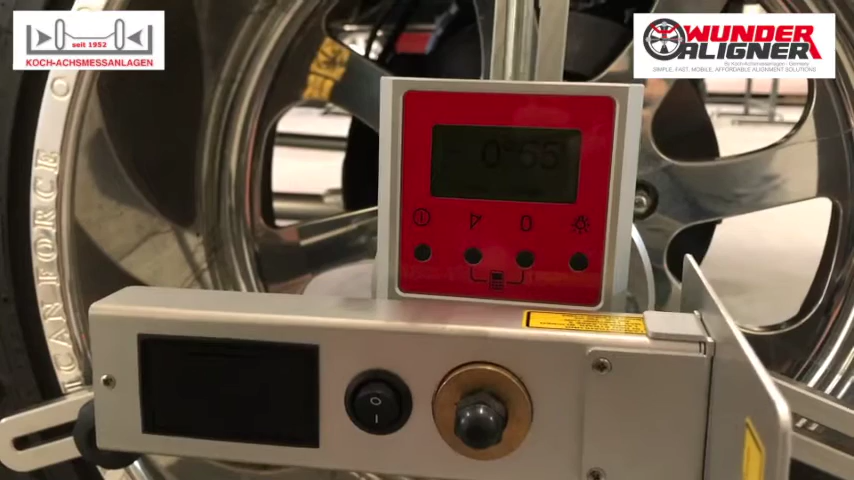 seit 1952
KOCH-ACHSMESSANLAGEN
WUNDER
ALIGNER
By Koch-Achsmessanlagen - Germany
SIMPLE, FAST, MOBILE, AFFORDABLE ALIGNMENT SOLUTIONS
CAN FORCE
0°55'
0
O
I